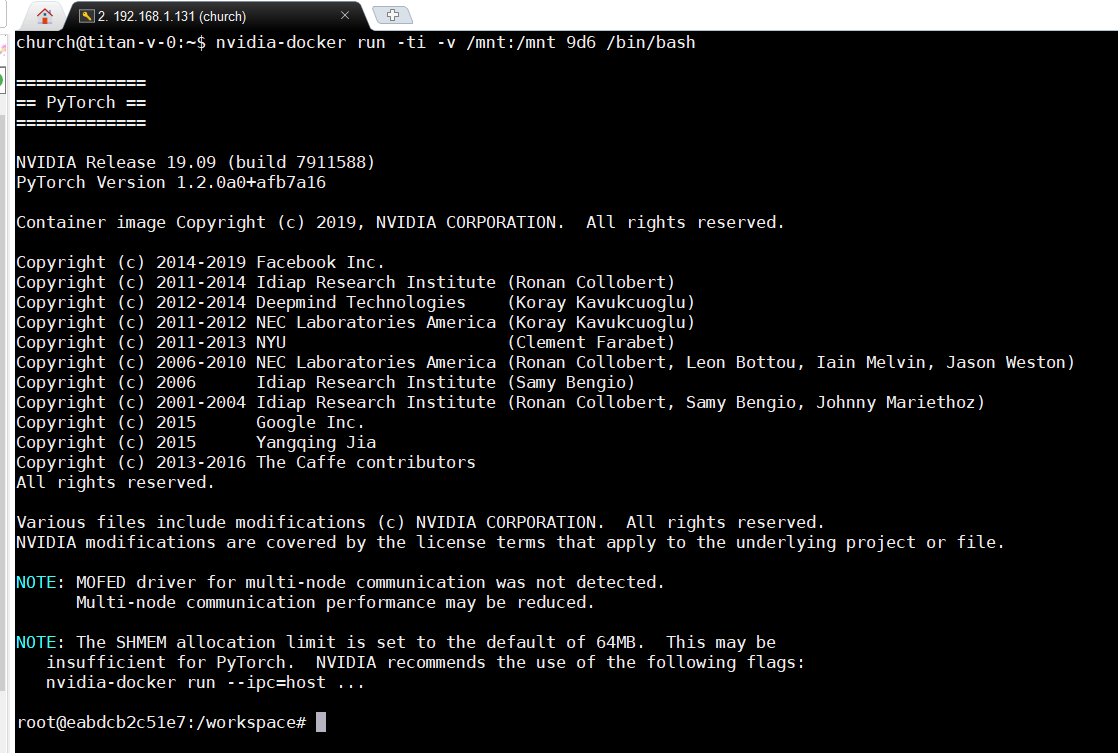 2. 192.168.1.131 (church)
church@titan-v-0:~$ nvidia-docker run -ti -v /mnt:/mnt 9d6 /bin/bash
=============
== PyTorch ==
=============
NVIDIA Release 19.09 (build 7911588)
PyTorch Version 1.2.0a0+afb7a16
Container image Copyright (c) 2019, NVIDIA CORPORATION.  All rights reserved.
Copyright (c) 2014-2019 Facebook Inc.
Copyright (c) 2011-2014 Idiap Research Institute (Ronan Collobert)
Copyright (c) 2012-2014 Deepmind Technologies    (Koray Kavukcuoglu)
Copyright (c) 2011-2012 NEC Laboratories America (Koray Kavukcuoglu)
Copyright (c) 2011-2013 NYU                      (Clement Farabet)
Copyright (c) 2006-2010 NEC Laboratories America (Ronan Collobert, Leon Bottou, Iain Melvin, Jason Weston)
Copyright (c) 2006      Idiap Research Institute (Samy Bengio)
Copyright (c) 2001-2004 Idiap Research Institute (Ronan Collobert, Samy Bengio, Johnny Mariethoz)
Copyright (c) 2015      Google Inc.
Copyright (c) 2015      Yangqing Jia
Copyright (c) 2013-2016 The Caffe contributors
All rights reserved.
Various files include modifications (c) NVIDIA CORPORATION.  All rights reserved.
NVIDIA modifications are covered by the license terms that apply to the underlying project or file.
NOTE: MOFED driver for multi-node communication was not detected.
      Multi-node communication performance may be reduced.
NOTE: The SHMEM allocation limit is set to the default of 64MB.  This may be
   insufficient for PyTorch.  NVIDIA recommends the use of the following flags:
   nvidia-docker run --ipc=host ...
root@eabdcb2c51e7:/workspace#